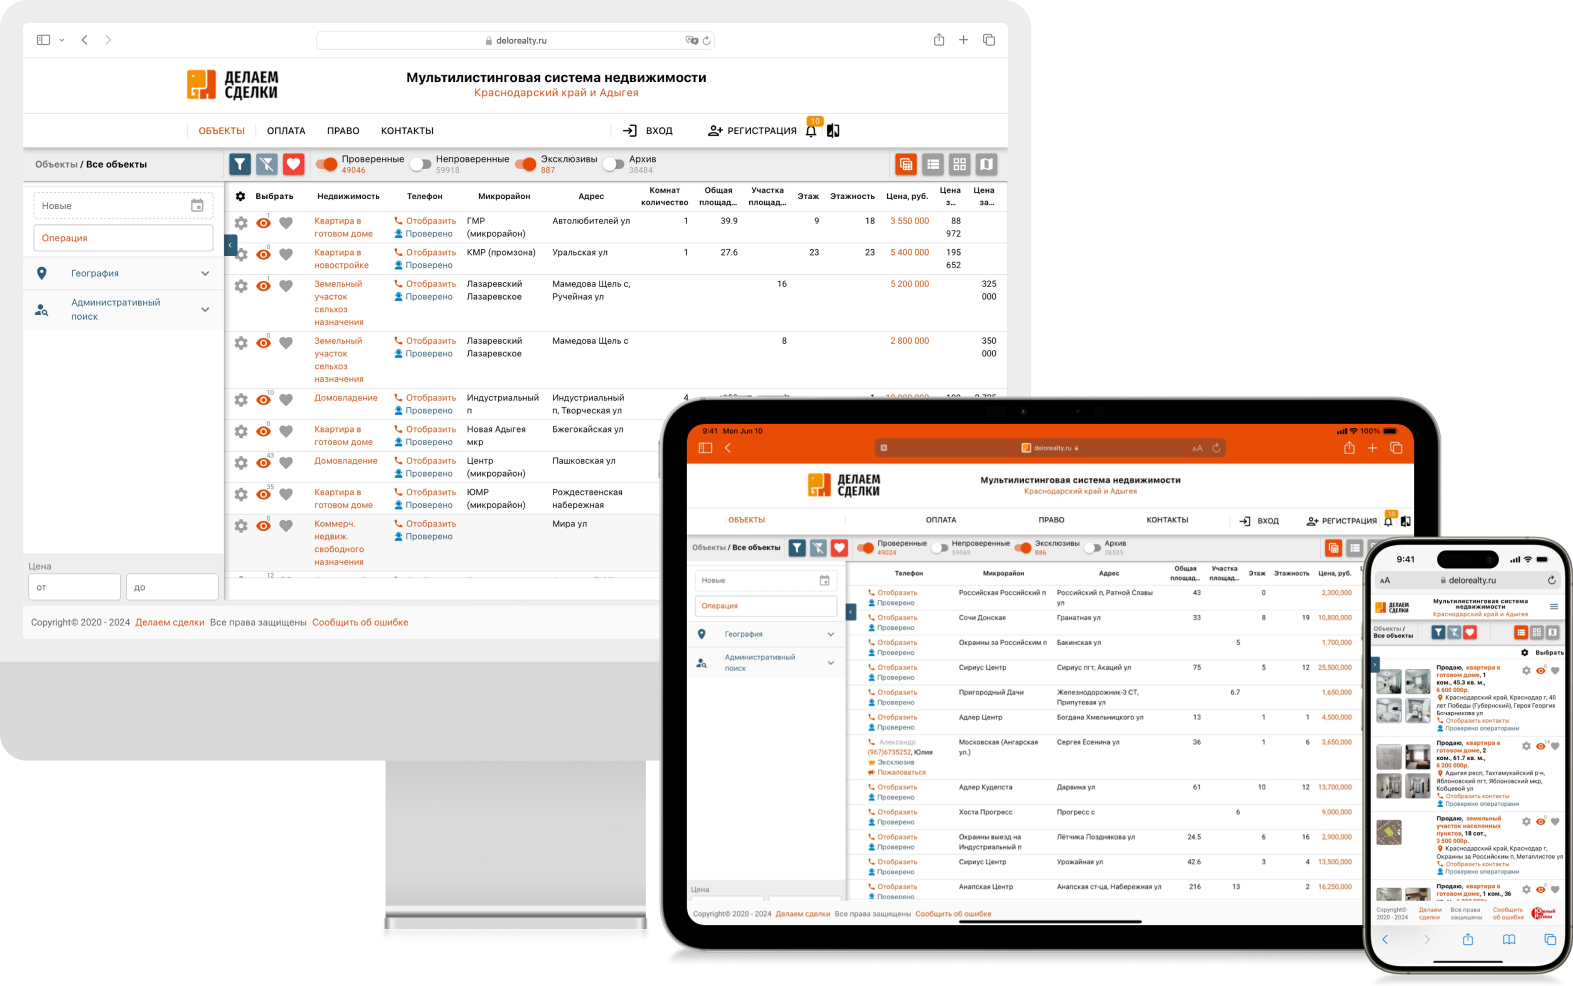 delorealty.ru
ДЕЛАЕМ
СДЕЛКИ
Мультилистинговая система недвижимости
Краснодарский край и Адыгея
ОБЪЕКТЫ ОПЛАТА ПРАВО КОНТАКТЫ ВХОД РЕГИСТРАЦИЯ 10
Объекты / Все объекты
Проверенные 49046 Непроверенные 59918 Эксклюзивы 887 Архив 38484
Новые
Операция
География
Административный
поиск
Цена
от до
Выбрать Недвижимость Телефон Микрорайон Адрес Комнат количество Общая площад... Участка площад... Этаж Этажность Цена, руб. Цена з... Цена за...
1 Квартира в готовом доме Отобразить Проверено ГМР (микрорайон) Автолюбителей ул 1 39.9 9 18 3 550 000 88 972
0 Квартира в новостройке Отобразить Проверено КМР (промзона) Уральская ул 1 27.6 23 23 5 400 000 195 652
1 Земельный участок сельхоз назначения Отобразить Проверено Лазаревский Лазаревское Мамедова Щель с, Ручейная ул 16 5 200 000 325 000
0 Земельный участок сельхоз назначения Отобразить Проверено Лазаревский Лазаревское Мамедова Щель с 8 2 800 000 350 000
10 Домовладение Отобразить Проверено Индустриальный п Индустриальный п, Творческая ул 4
0 Квартира в готовом доме Отобразить Проверено Новая Адыгея мкр Бжегокайская ул
43 Домовладение Отобразить Проверено Центр (микрорайон) Пашковская ул
35 Квартира в готовом доме Отобразить Проверено ЮМР (микрорайон) Рождественская набережная
0 Коммерч. недвиж. свободного назначения Отобразить Проверено Мира ул
12
Copyright© 2020 - 2024 Делаем сделки Все права защищены Сообщить об ошибке
9:41 Mon Jun 10 100%
delorealty.ru AA
ДЕЛАЕМ
СДЕЛКИ
Мультилистинговая система недвижимости
Краснодарский край и Адыгея
ОБЪЕКТЫ ОПЛАТА ПРАВО КОНТАКТЫ ВХОД РЕГИСТРАЦИЯ 10
Объекты / Все объекты
Проверенные 49024 Непроверенные 59569 Эксклюзивы 886 Архив 38535
Новые
Операция
География
Административный
поиск
Цена
Телефон Микрорайон Адрес Общая площад... Участка площад... Этаж Этажность Цена, руб.
Отобразить Проверено Российская Российский п Российский п, Ратной Славы ул 43 0 2,300,000
Отобразить Проверено Сочи Донская Гранатная ул 33 8 19 10,800,000
Отобразить Проверено Окраины за Российским п Бакинская ул 5 1,700,000
Отобразить Проверено Сириус Центр Сириус пгт, Акаций ул 75 5 12 25,500,000
Отобразить Проверено Пригородный Дачи Железнодорожник-3 СТ, Припутевая ул 6.7 1,650,000
Отобразить Проверено Адлер Центр Богдана Хмельницкого ул 13 1 1 4,500,000
Александр (967)6735252, Юлия Эксклюзив Пожаловаться Московская (Ангарская ул.) Сергея Есенина ул 36 1 6 3,650,000
Отобразить Проверено Адлер Кудепста Дарвина ул 61 10 12 13,700,000
Отобразить Проверено Хоста Прогресс Прогресс с 6 9,000,000
Отобразить Проверено Окраины выезд на Индустриальный п Лётчика Позднякова ул 24.5 6 16 2,900,000
Отобразить Проверено Сириус Центр Урожайная ул 42.6 3 4 13,500,000
Отобразить Проверено Анапская Центр Анапская ст-ца, Набережная ул 216 13 2 16,250,000
Copyright© 2020 - 2024 Делаем сделки Все права защищены Сообщить об ошибке
9:41
AA delorealty.ru
ДЕЛАЕМ
СДЕЛКИ
Мультилистинговая система
недвижимости
Краснодарский край и Адыгея
Объекты /
Все объекты
Выбрать
Продаю, квартира в
готовом доме, 1
ком., 45.3 кв. м.,
6 600 000р.
Краснодарский край, Краснодар г, 40
лет Победы (Губернский), Героя Георгия
Бочарникова ул
Отобразить контакты
Проверено операторами
Продаю, квартира в
готовом доме, 2
ком., 61.7 кв. м.,
6 200 000р.
Адыгея респ, Тахтамукайский р-н,
Яблоновский пгт, Яблоновский мкр,
Кобцевой ул
Отобразить контакты
Проверено операторами
Продаю, земельный
участок населенных
пунктов, 18 сот.,
3 500 000р.
Краснодарский край, Краснодар г,
Окраины за Российским п, Металлистов ул
Отобразить контакты
Проверено операторами
Продаю, квартира в
готовом доме, 1 ком., 36
Copyright© 2020 - 2024 Делаем сделки Все права защищены Сообщить об ошибке